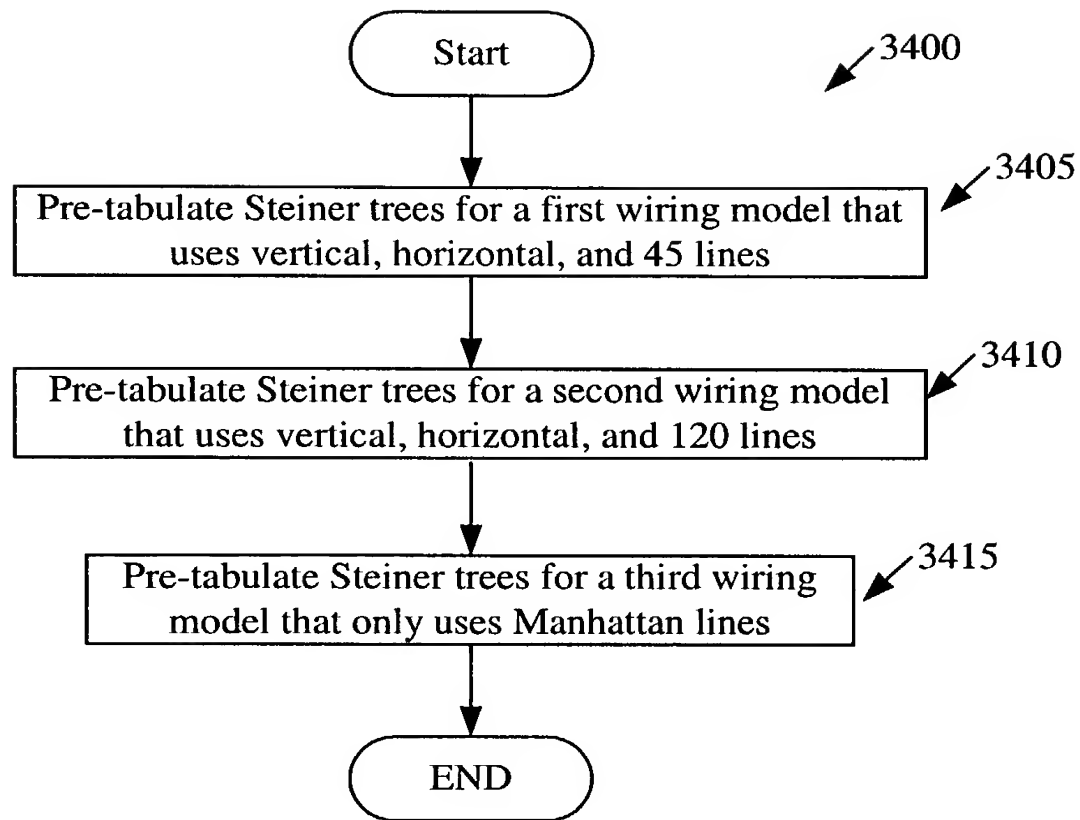 Start
3400
3405
Pre-tabulate Steiner trees for a first wiring model that
uses vertical, horizontal, and 45 lines
3410
Pre-tabulate Steiner trees for a second wiring model
that uses vertical, horizontal, and 120 lines
3415
Pre-tabulate Steiner trees for a third wiring
model that only uses Manhattan lines
END